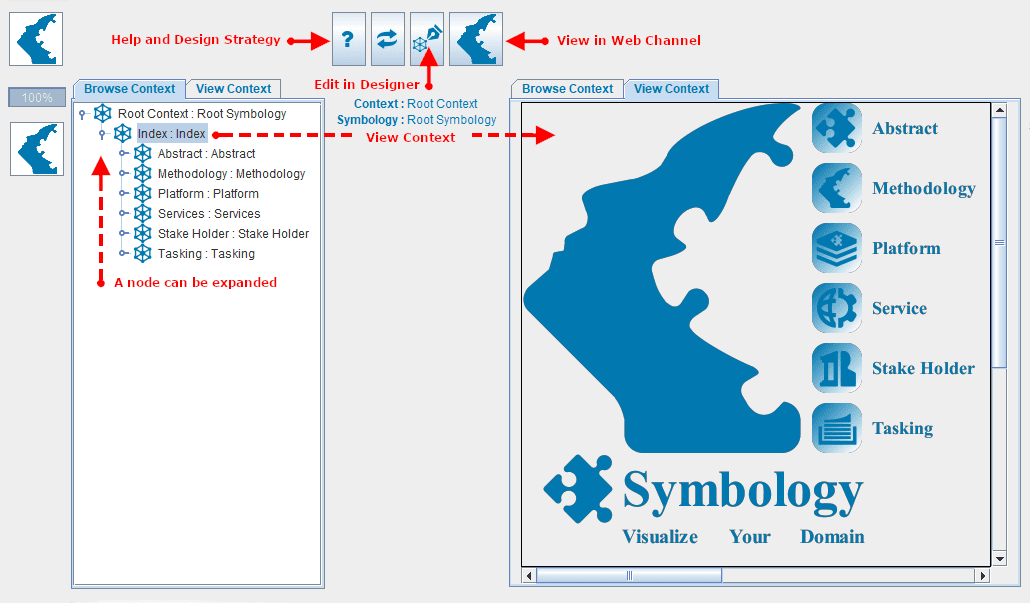 Help and Design Strategy
?
View in Web Channel
Edit in Designer
100%
Browse Context
View Context
Context : Root Context
Symbology : Root Symbology
View Context
Root Context : Root Symbology
Index : Index
Abstract : Abstract
Methodology : Methodology
Platform : Platform
Services : Services
Stake Holder : Stake Holder
Tasking : Tasking
A node can be expanded
Browse Context
View Context
Abstract
Methodology
Platform
Service
Stake Holder
Tasking
Symbology
Visualize Your Domain